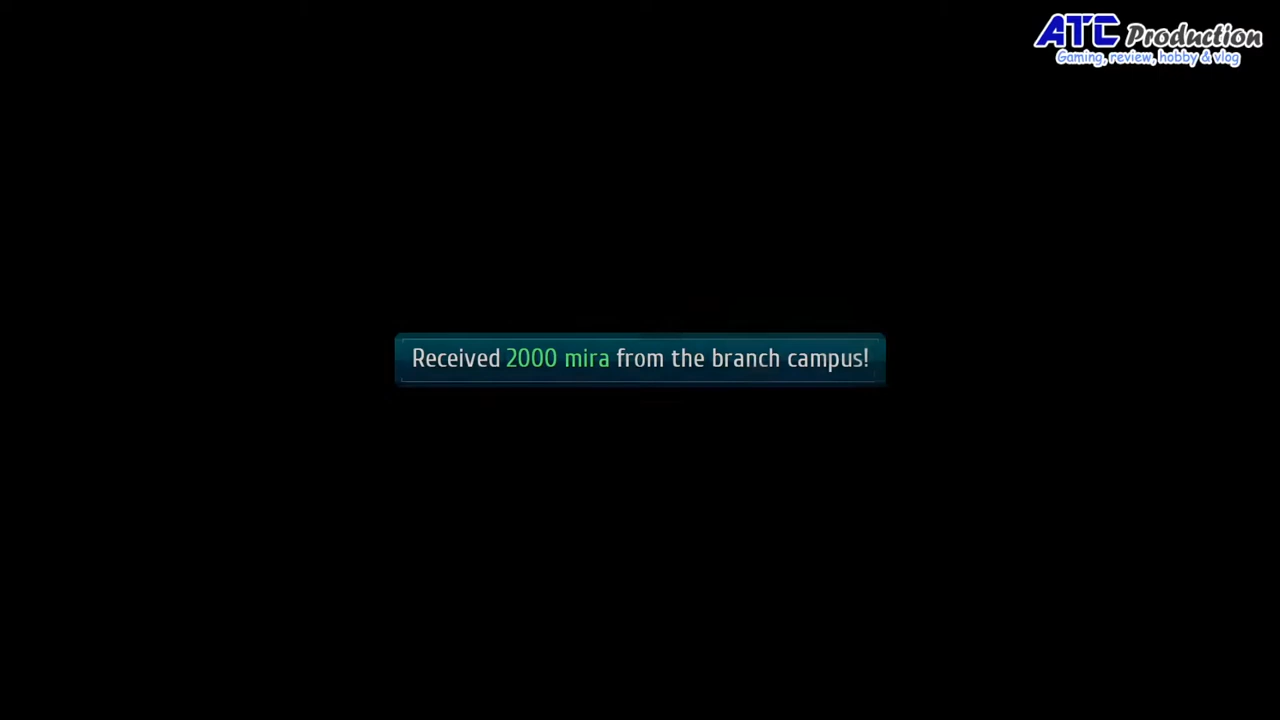 ATC Production
Gaming, review, hobby & vlog
Received 2000 mira from the branch campus!